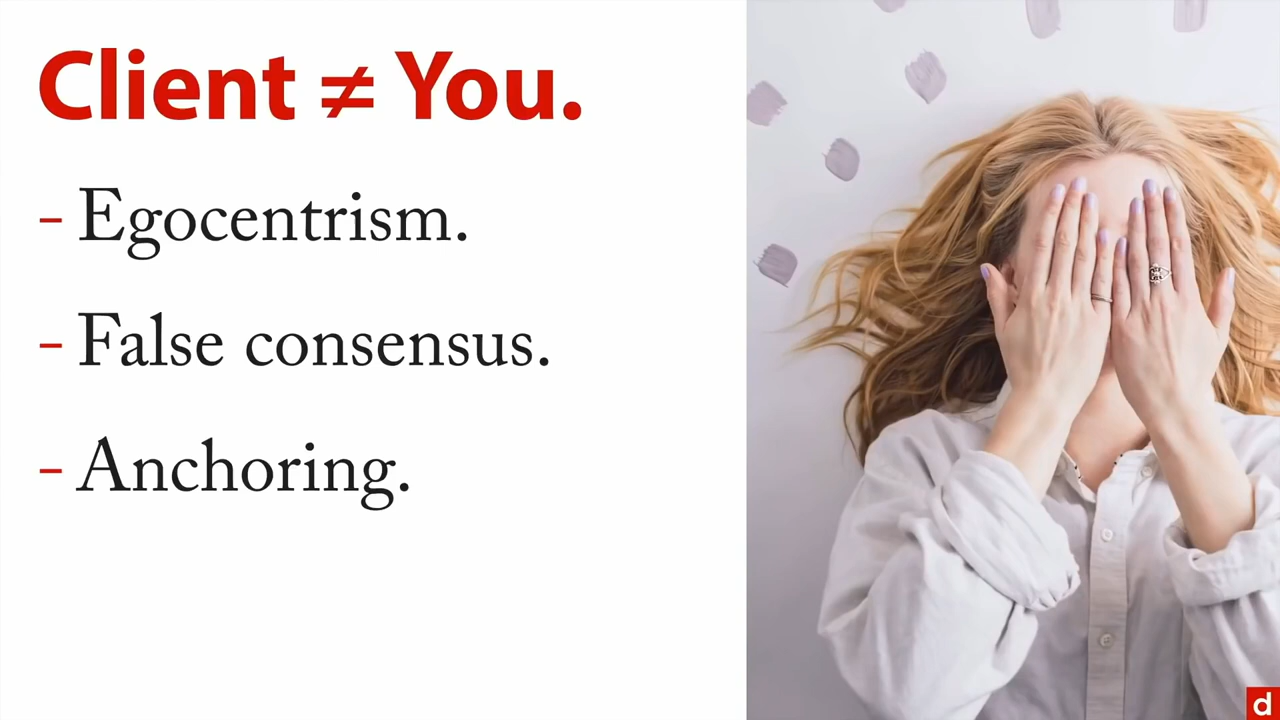 Client ≠ You.
- Egocentrism.
- False consensus.
- Anchoring.
d